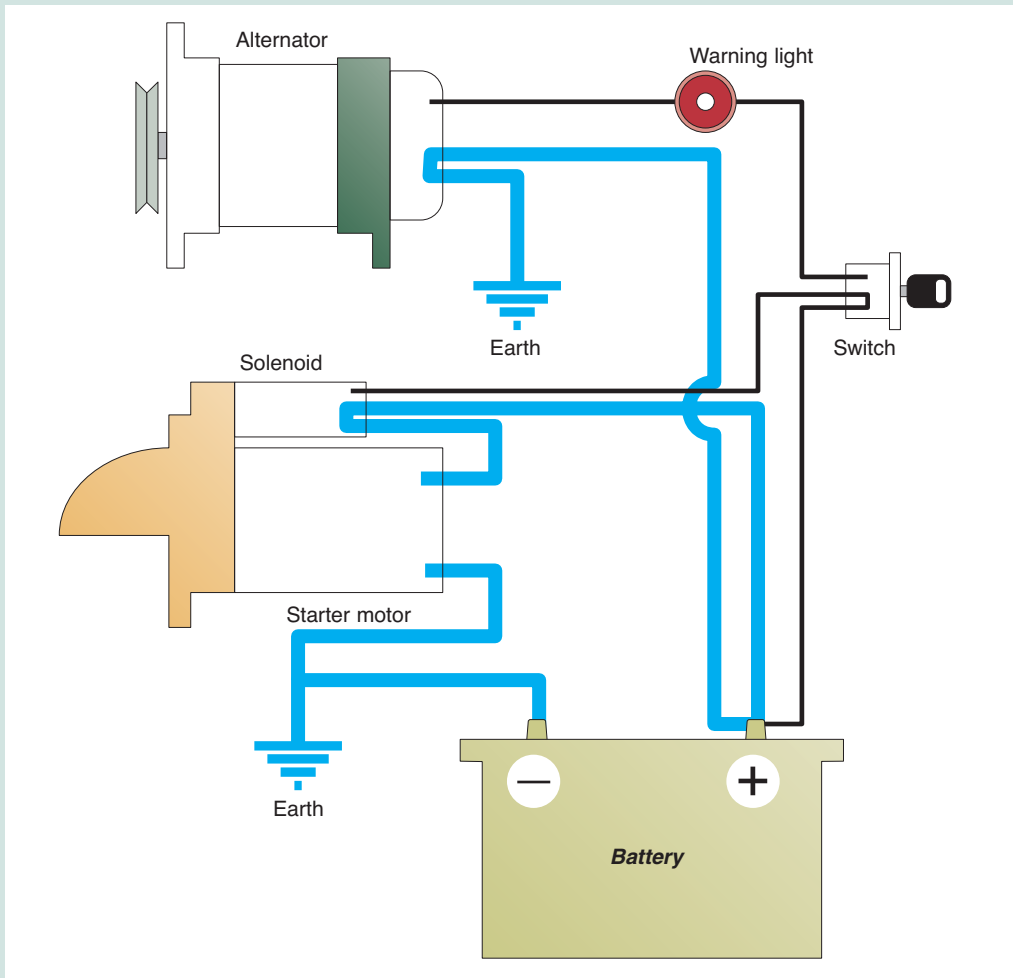 Alternator
Warning light
Earth
Switch
Solenoid
Starter motor
Earth
— +
Battery